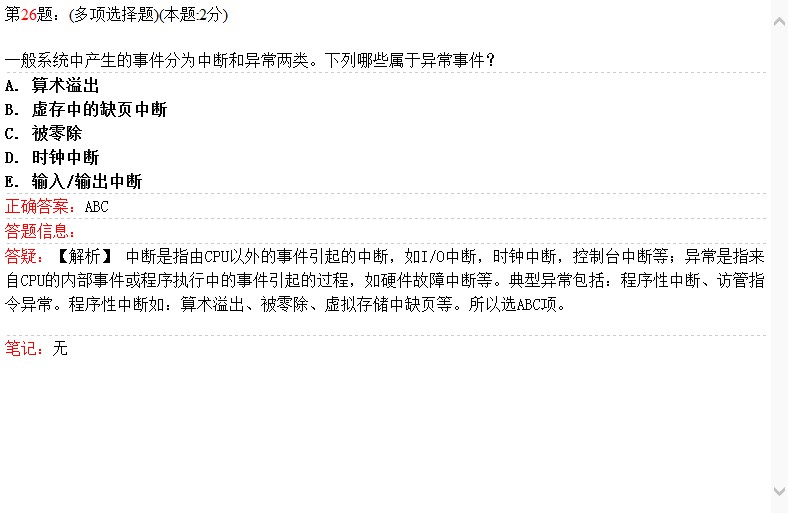 第26题：(多项选择题)(本题:2分)
一般系统中产生的事件分为中断和异常两类。下列哪些属于异常事件？
A. 算术溢出
B. 虚存中的缺页中断
C. 被零除
D. 时钟中断
E. 输入/输出中断
正确答案：ABC
答题信息：
答疑：【解析】 中断是指由CPU以外的事件引起的中断，如I/O中断，时钟中断，控制台中断等；异常是指来
自CPU的内部事件或程序执行中的事件引起的过程，如硬件故障中断等。典型异常包括：程序性中断、访管指
令异常。程序性中断如：算术溢出、被零除、虚拟存储中缺页等。所以选ABC项。
笔记：无